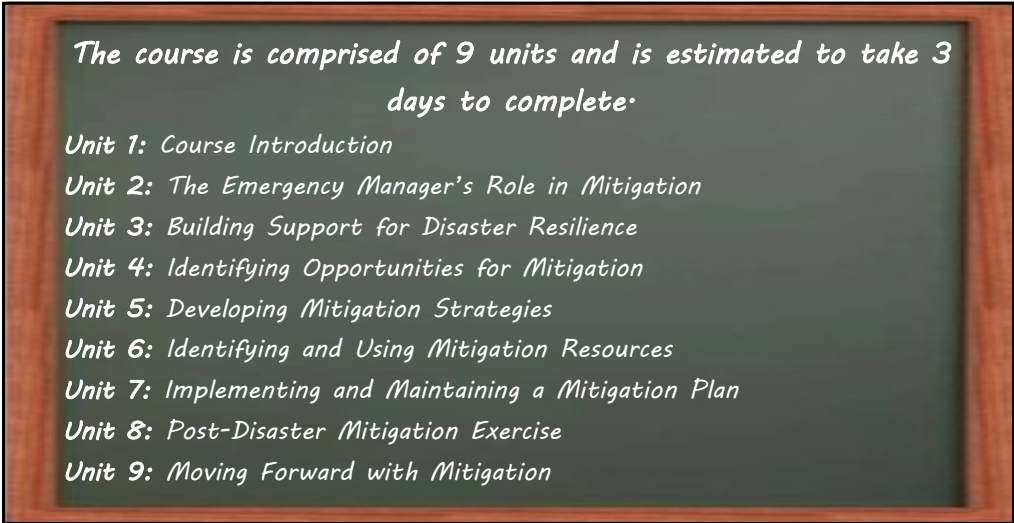 The course is comprised of 9 units and is estimated to take 3
days to complete.
Unit 1: Course Introduction
Unit 2: The Emergency Manager’s Role in Mitigation
Unit 3: Building Support for Disaster Resilience
Unit 4: Identifying Opportunities for Mitigation
Unit 5: Developing Mitigation Strategies
Unit 6: Identifying and Using Mitigation Resources
Unit 7: Implementing and Maintaining a Mitigation Plan
Unit 8: Post-Disaster Mitigation Exercise
Unit 9: Moving Forward with Mitigation